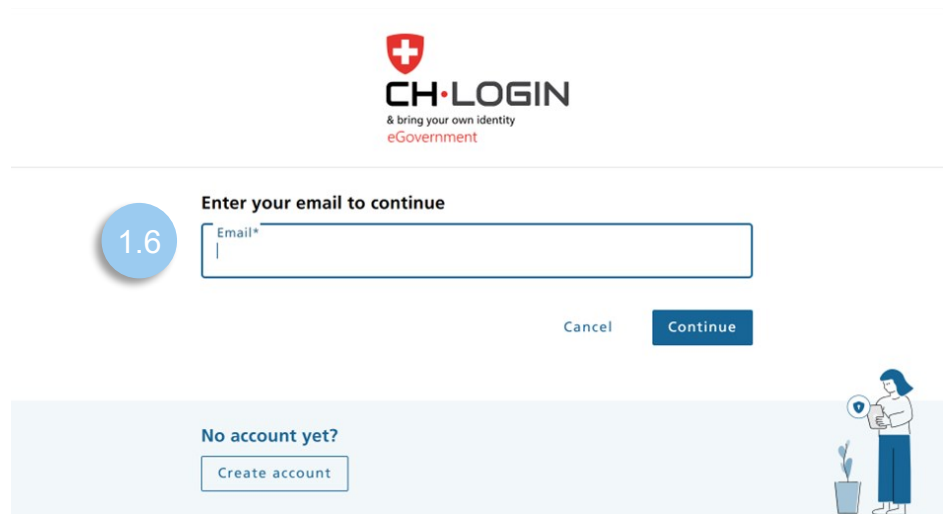 CH·LOGIN
& bring your own identity
eGovernment
Enter your email to continue
1.6
Email*
Cancel
Continue
No account yet?
Create account